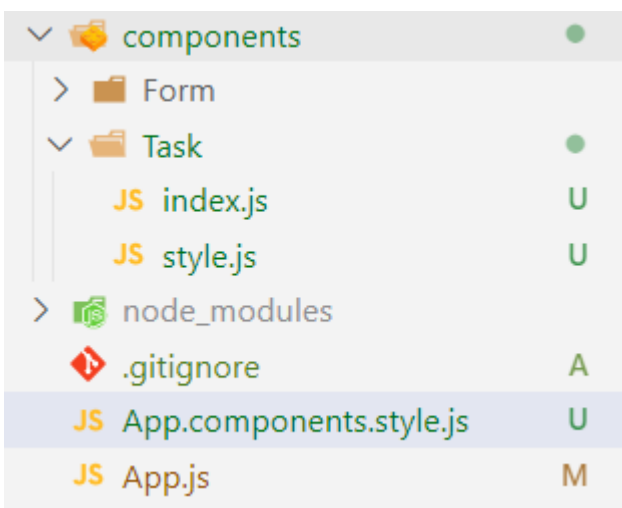 components
Form
Task
JS index.js U
JS style.js U
node_modules
.gitignore A
JS App.components.style.js U
JS App.js M